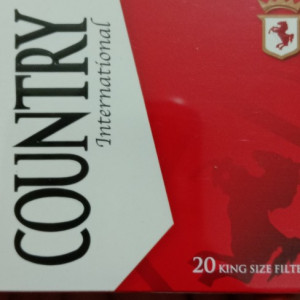 COUNTRY
International
20 KING SIZE FILTE